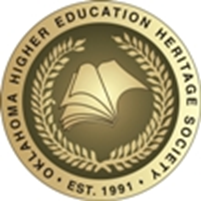 • OKLAHOMA HIGHER EDUCATION HERITAGE SOCIETY •
EST. 1991